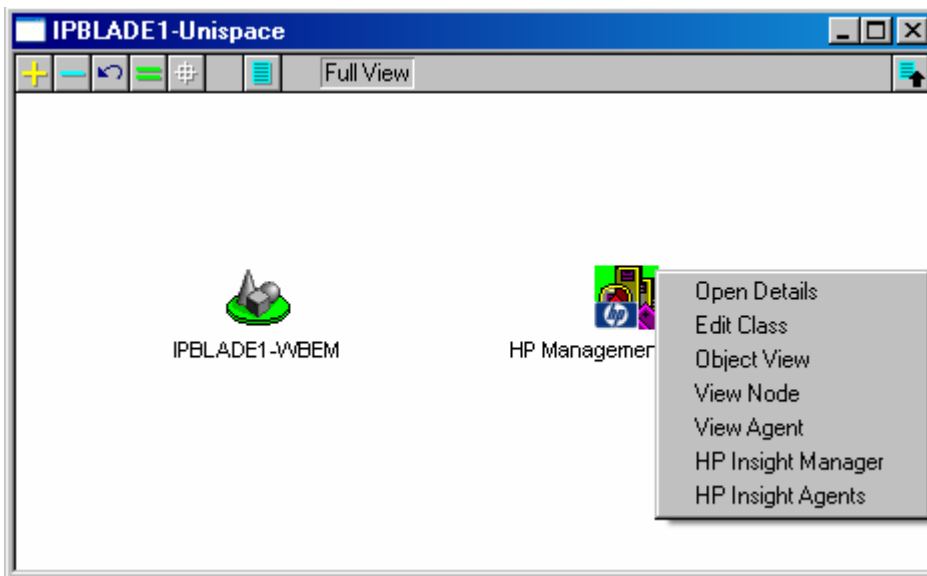 IPBLADE1-Unispace
Full View
IPBLADE1-WBEM
HP
hp
Open Details
Edit Class
Object View
View Node
View Agent
HP Insight Manager
HP Insight Agents